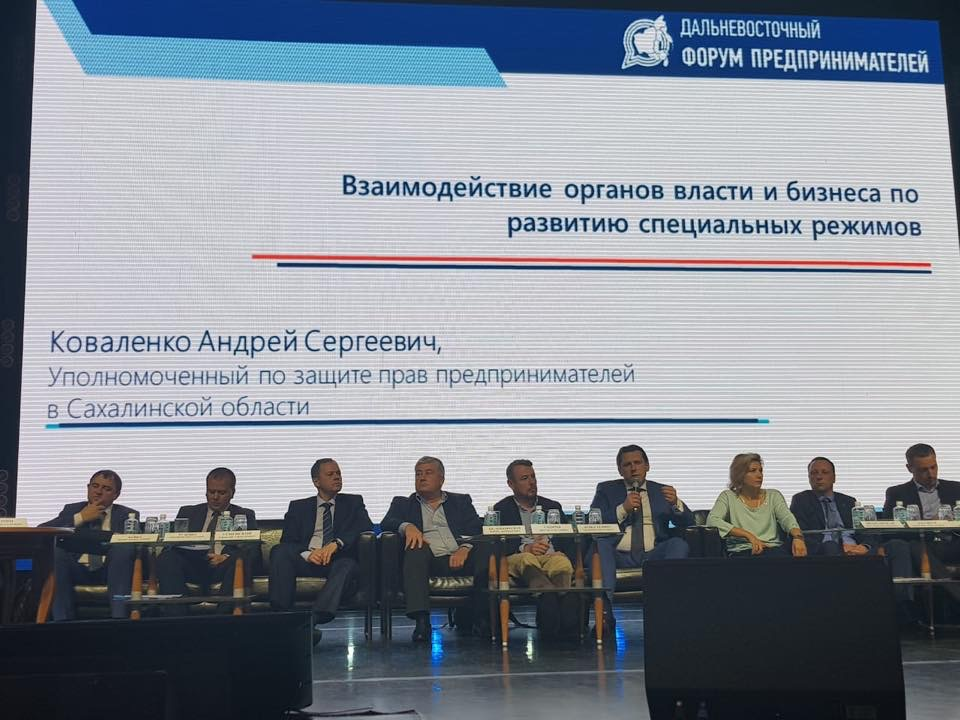 ДАЛЬНЕВОСТОЧНЫЙ
ФОРУМ ПРЕДПРИНИМАТЕЛЕЙ
Взаимодействие органов власти и бизнеса по
развитию специальных режимов
Коваленко Андрей Сергеевич,
Уполномоченный по защите прав предпринимателей
в Сахалинской области